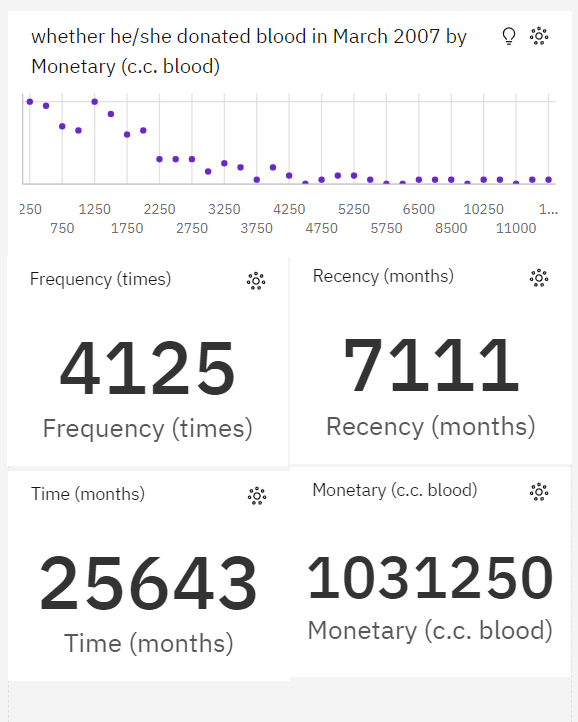 whether he/she donated blood in March 2007 by
Monetary (c.c. blood)
250 1250 2250 3250 4250 5250 6500 10250 1...
750 1750 2750 3750 4750 5750 8500 11000
Frequency (times)
4125
Frequency (times)
Recency (months)
7111
Recency (months)
Time (months)
25643
Time (months)
Monetary (c.c. blood)
1031250
Monetary (c.c. blood)